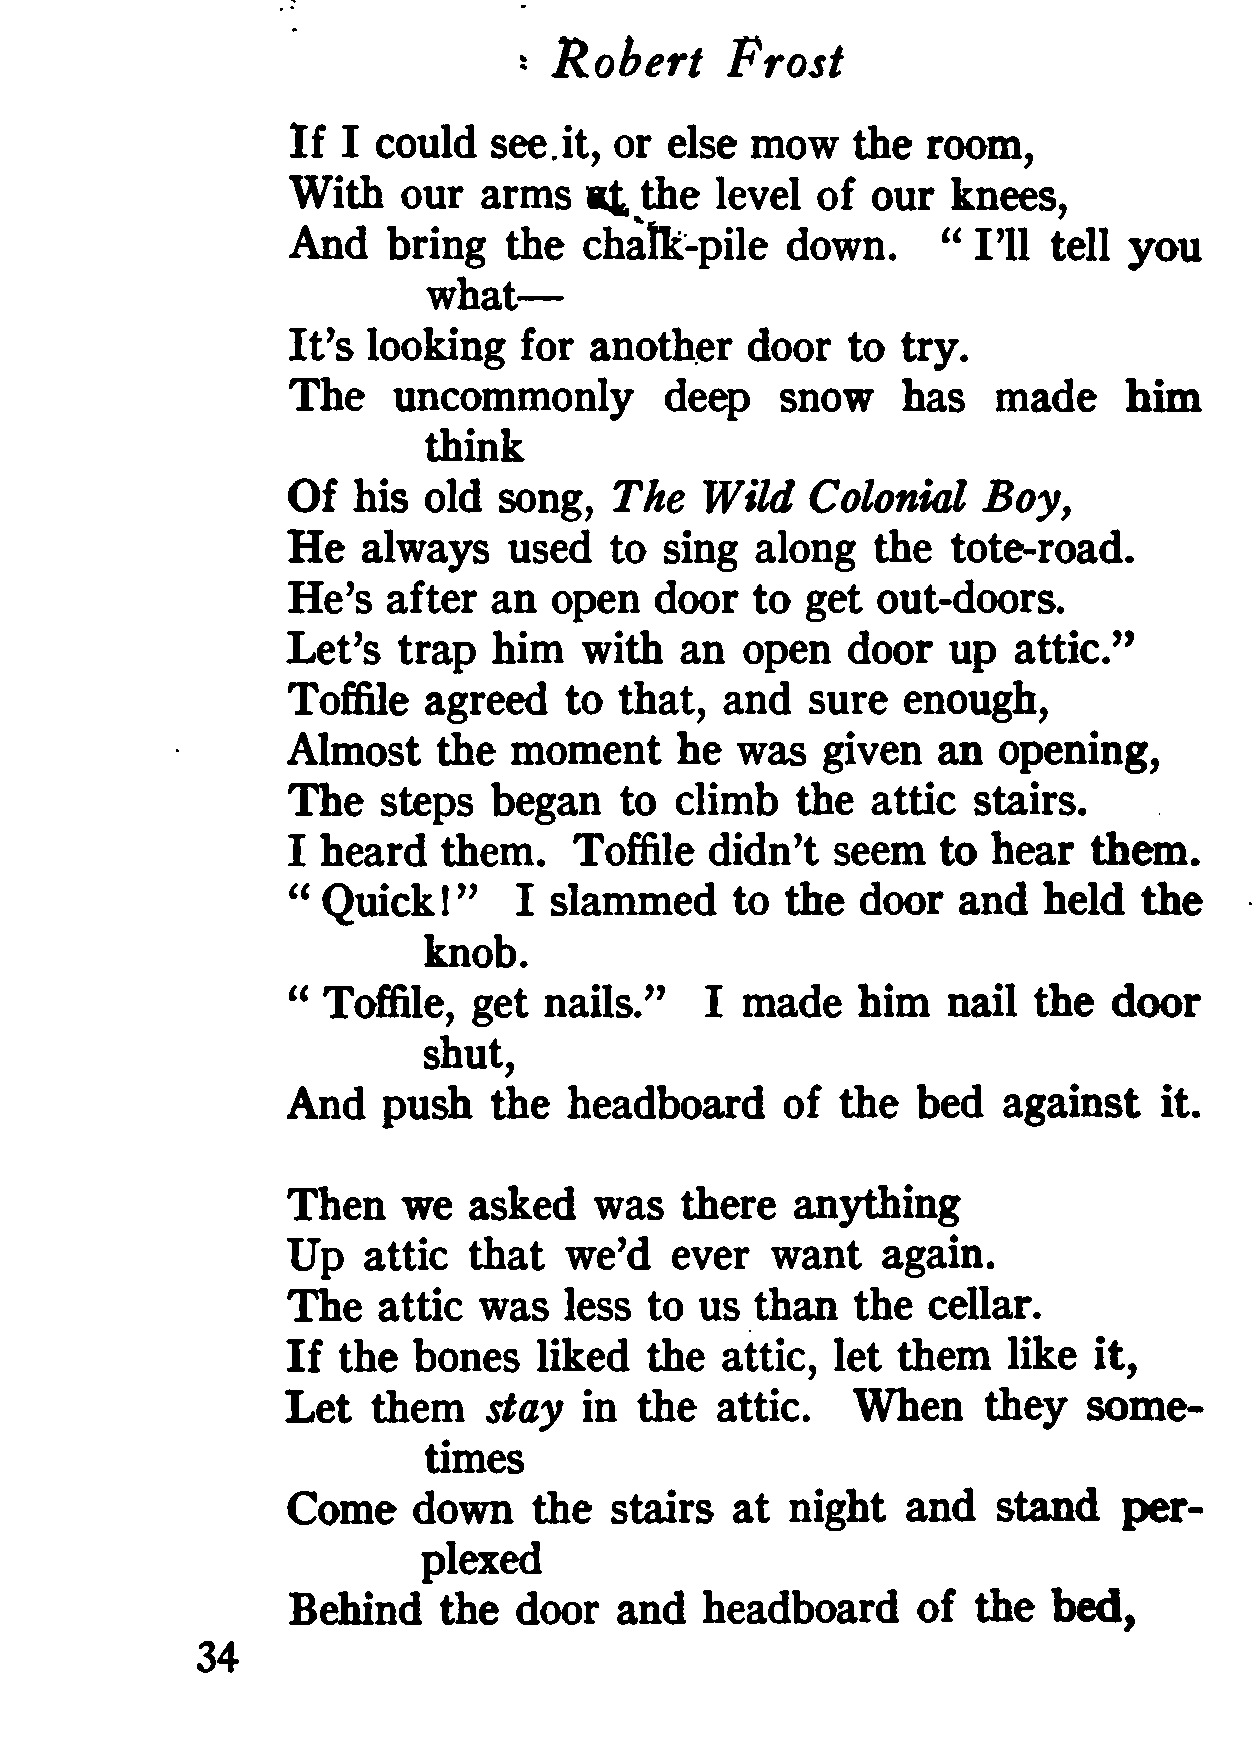 Robert Frost
If I could see it, or else mow the room,
With our arms at the level of our knees,
And bring the chalk-pile down. “ I’ll tell you
what—
It’s looking for another door to try.
The uncommonly deep snow has made him
think
Of his old song, The Wild Colonial Boy,
He always used to sing along the tote-road.
He’s after an open door to get out-doors.
Let’s trap him with an open door up attic.”
Toffile agreed to that, and sure enough,
Almost the moment he was given an opening,
The steps began to climb the attic stairs.
I heard them. Toffile didn’t seem to hear them.
“ Quick!” I slammed to the door and held the
knob.
“ Toffile, get nails.” I made him nail the door
shut,
And push the headboard of the bed against it.
Then we asked was there anything
Up attic that we’d ever want again.
The attic was less to us than the cellar.
If the bones liked the attic, let them like it,
Let them stay in the attic. When they some-
times
Come down the stairs at night and stand per-
plexed
Behind the door and headboard of the bed,
34